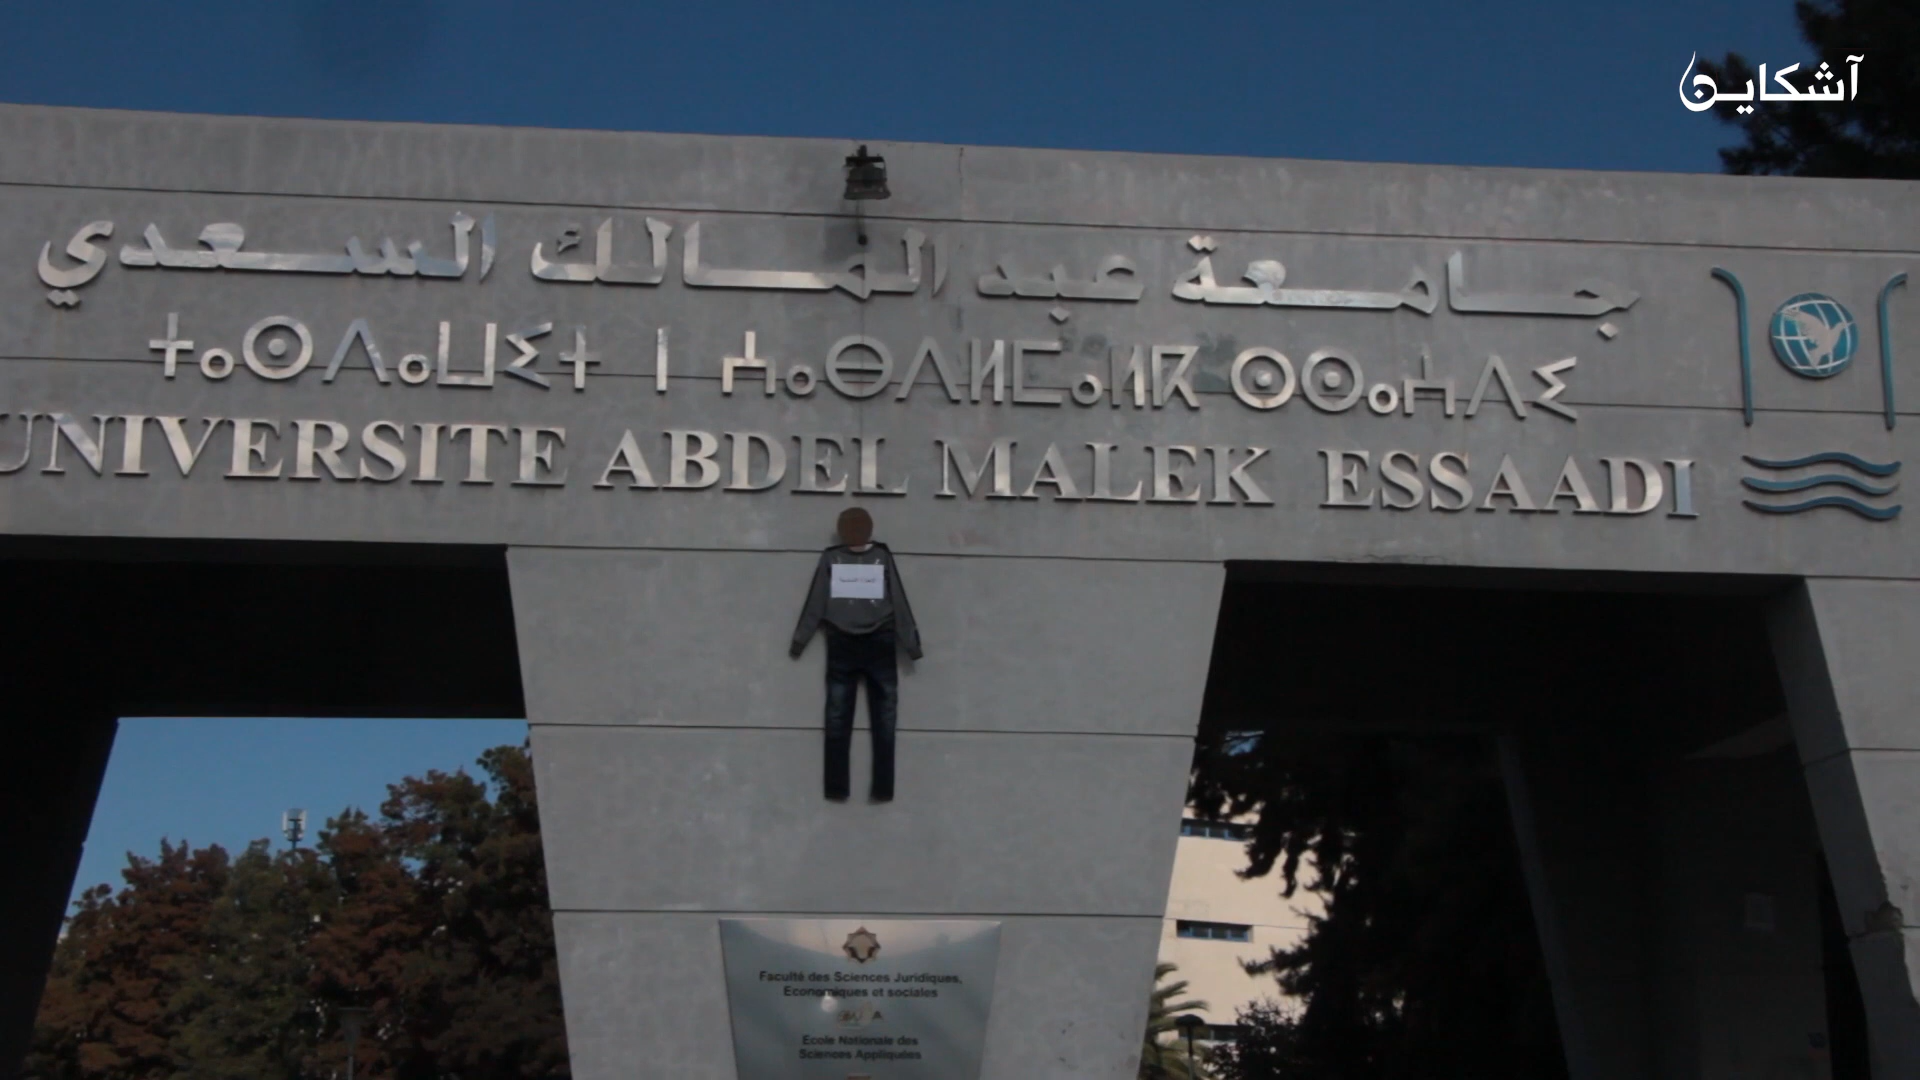 آشكاين
جامعة عبد المالك السعدي
ⵜⴰⵙⴷⴰⵡⵉⵜ ⵏ ⵄⴰⴱⴷⵍⵎⴰⵍⴽ ⵙⵙⴰⵄⴷⵉ
UNIVERSITE ABDEL MALEK ESSAADI
Faculté des Sciences Juridiques,
Economiques et sociales
Ecole Nationale des
Sciences Appliquées